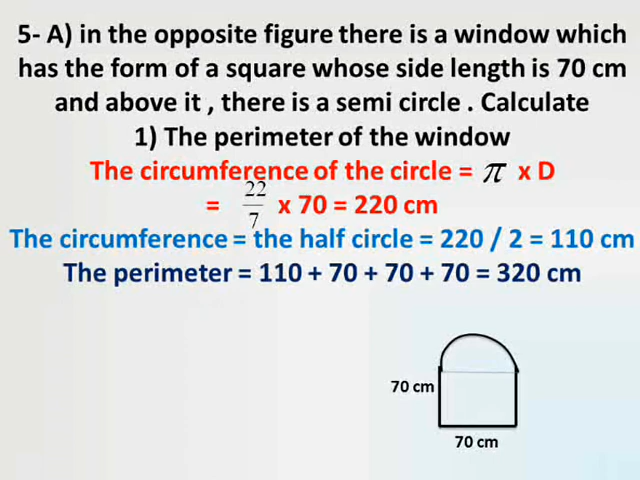 5- A) in the opposite figure there is a window which
has the form of a square whose side length is 70 cm
and above it , there is a semi circle . Calculate
1) The perimeter of the window
The circumference of the circle = π x D
= 22/7 x 70 = 220 cm
The circumference = the half circle = 220 / 2 = 110 cm
The perimeter = 110 + 70 + 70 + 70 = 320 cm
70 cm
70 cm